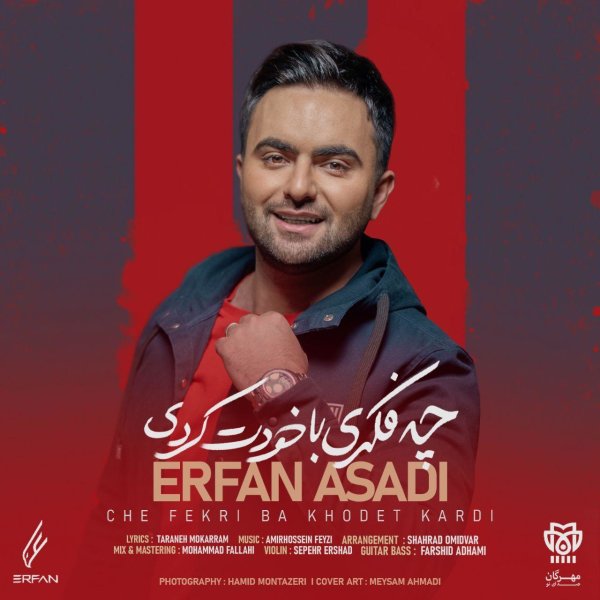 چه فکری با خودت کردی
ERFAN ASADI
CHE FEKRI BA KHODET KARDI
LYRICS : TARANEH MOKARRAM MUSIC : AMIRHOSSEIN FEYZI ARRANGEMENT : SHAHRAD OMIDVAR
MIX & MASTERING : MOHAMMAD FALLAHI VIOLIN : SEPEHR ERSHAD GUITAR BASS : FARSHID ADHAMI
ERFAN
مهرگان
صدای نو
PHOTOGRAPHY : HAMID MONTAZERI I COVER ART : MEYSAM AHMADI